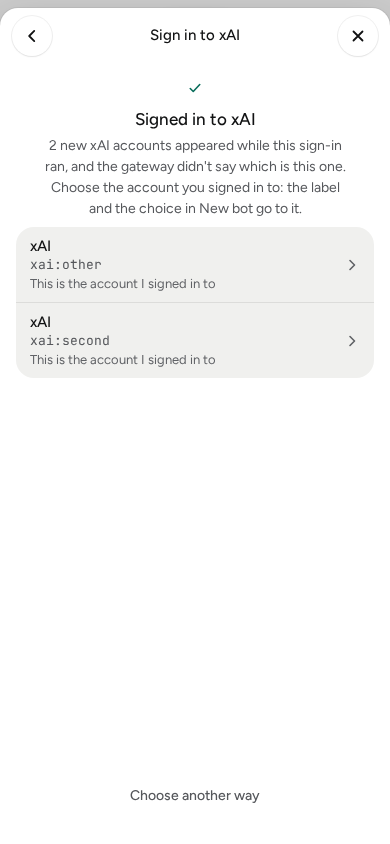 Sign in to xAI
Signed in to xAI
2 new xAI accounts appeared while this sign-in
ran, and the gateway didn't say which is this one.
Choose the account you signed in to: the label
and the choice in New bot go to it.
xAI
xai:other
This is the account I signed in to
xAI
xai:second
This is the account I signed in to
Choose another way